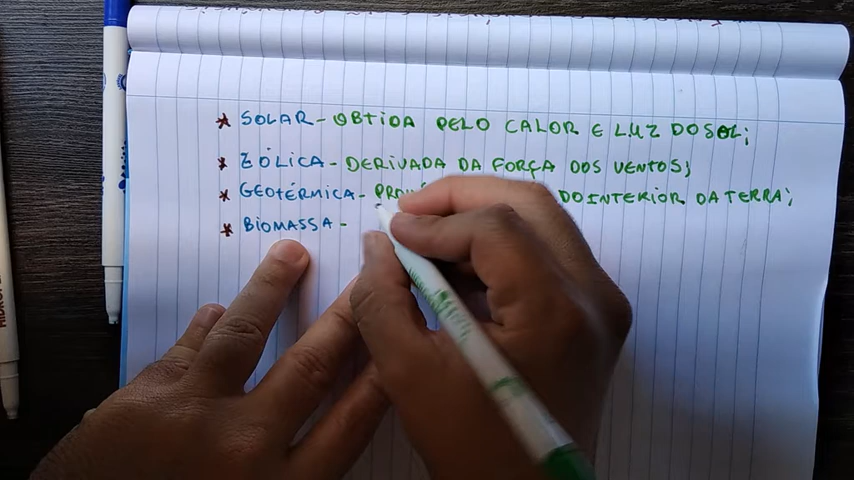 * SOLAR - OBTIDA PELO CALOR E LUZ DO SOL;
* EÓLICA - DERIVADA DA FORÇA DOS VENTOS;
* GEOTÉRMICA - DO INTERIOR DA TERRA;
* BIOMASSA -